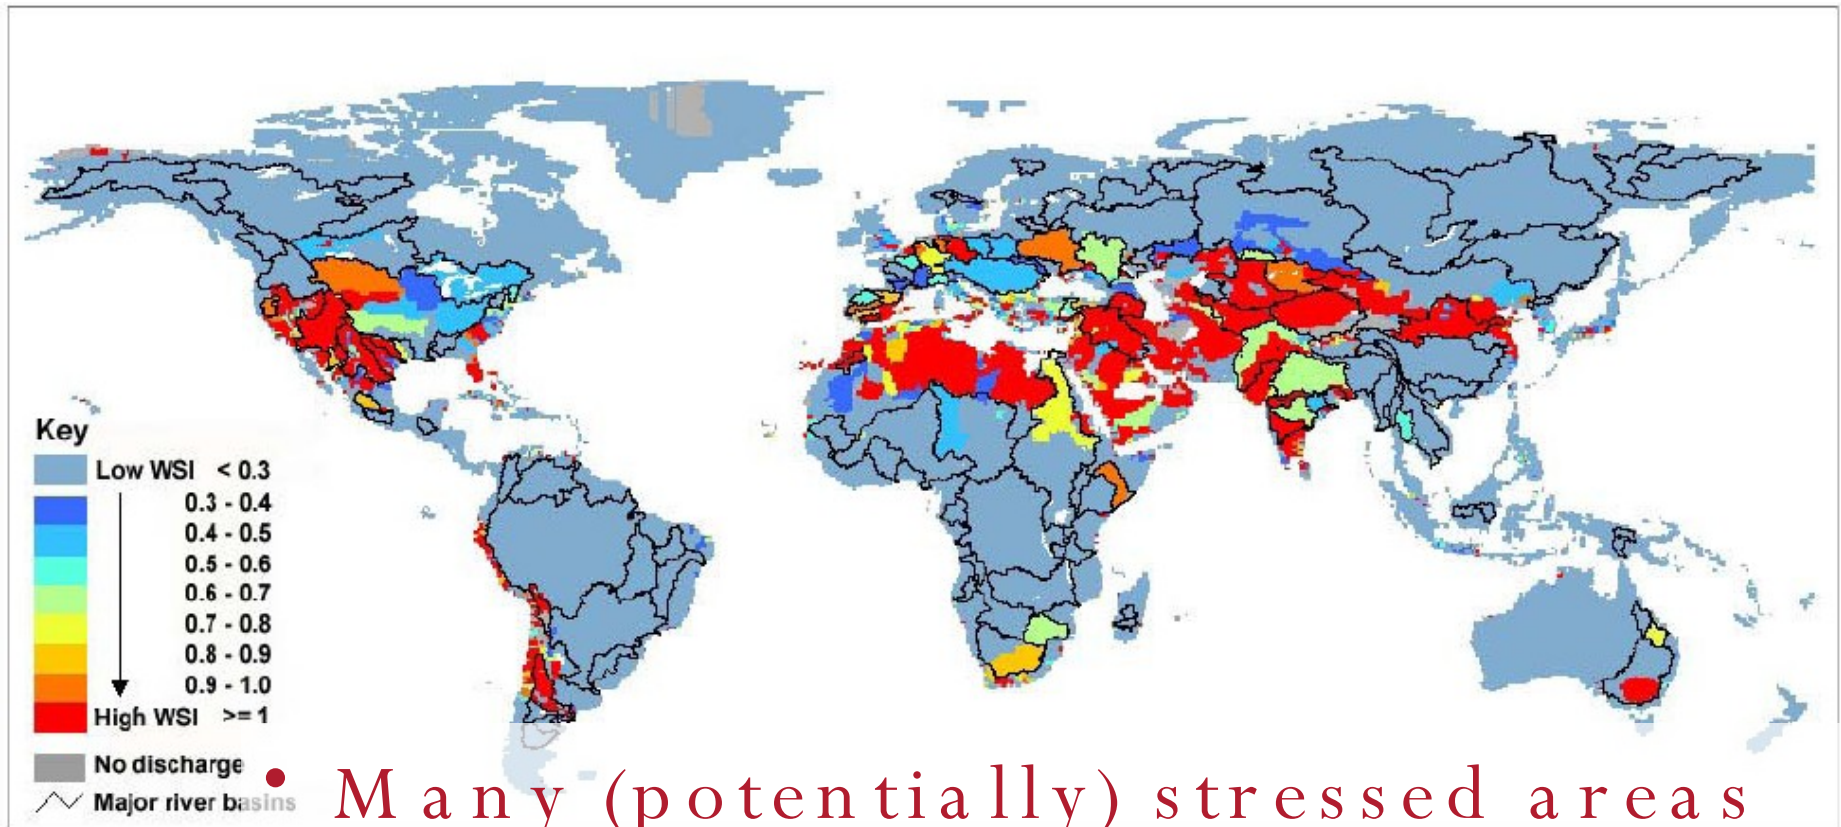 Key
Low WSI < 0.3
0.3 - 0.4
0.4 - 0.5
0.5 - 0.6
0.6 - 0.7
0.7 - 0.8
0.8 - 0.9
0.9 - 1.0
High WSI >= 1
No discharge
Major river basins
• Many (potentially) stressed areas